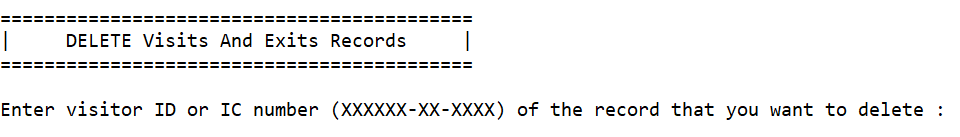 ===========================================
|     DELETE Visits And Exits Records     |
===========================================
Enter visitor ID or IC number (XXXXXX-XX-XXXX) of the record that you want to delete :